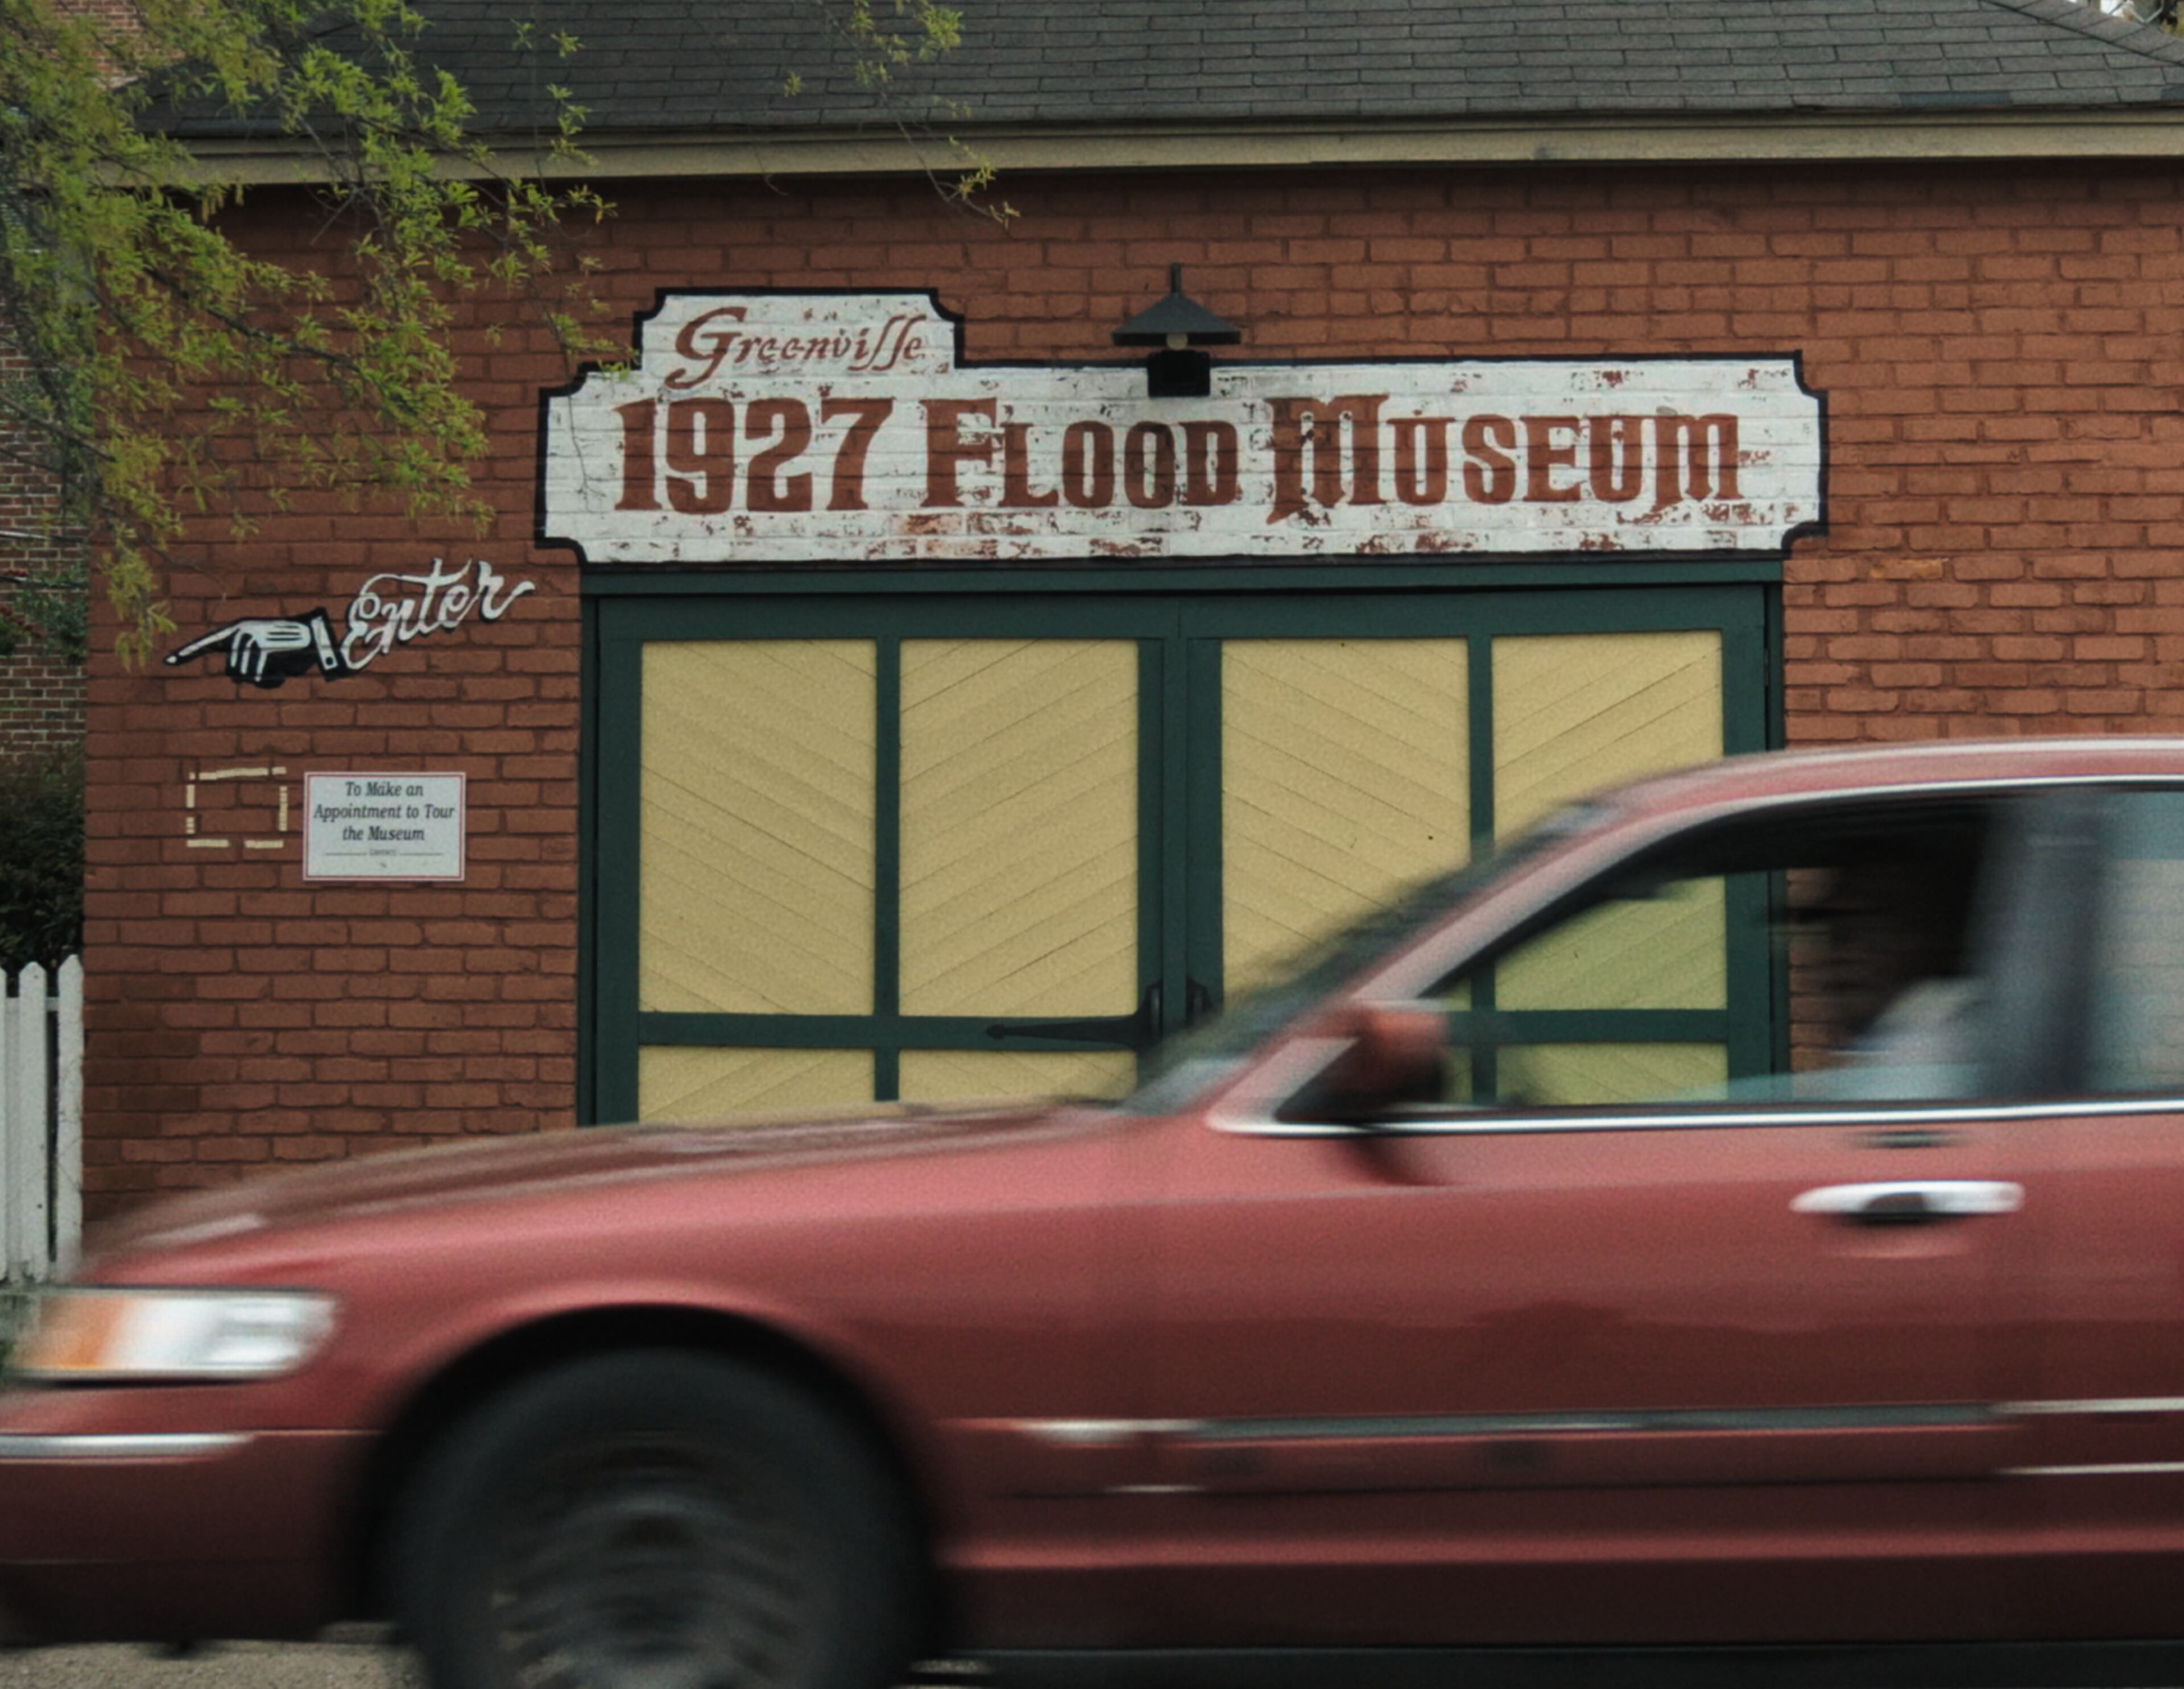 Greenville
1927 Flood Museum
Enter
To Make an
Appointment to Tour
the Museum